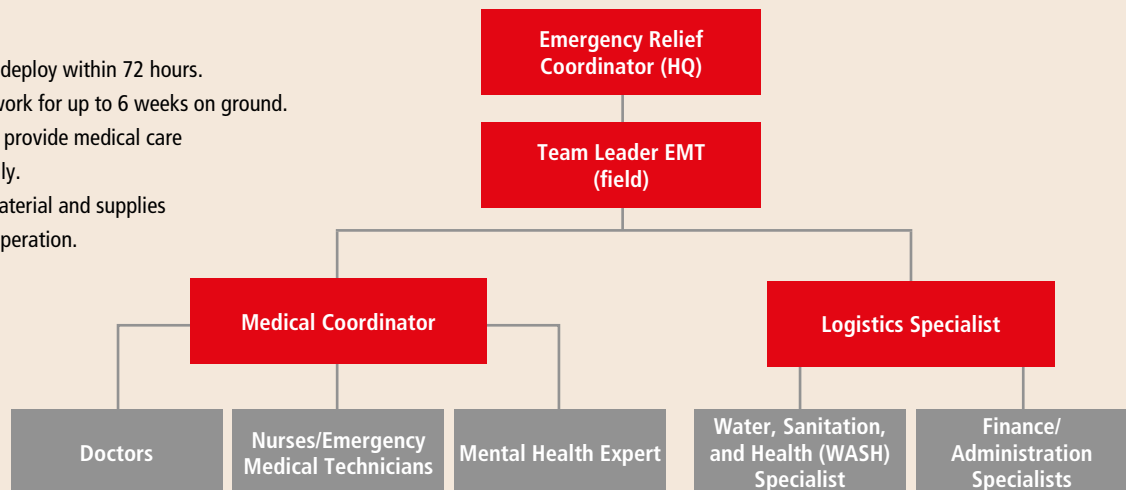 Emergency Relief
Coordinator (HQ)
deploy within 72 hours.
work for up to 6 weeks on ground.
provide medical care
ly.
aterial and supplies
peration.
Team Leader EMT
(field)
Medical Coordinator
Logistics Specialist
Doctors
Nurses/Emergency
Medical Technicians
Mental Health Expert
Water, Sanitation,
and Health (WASH)
Specialist
Finance/
Administration
Specialists